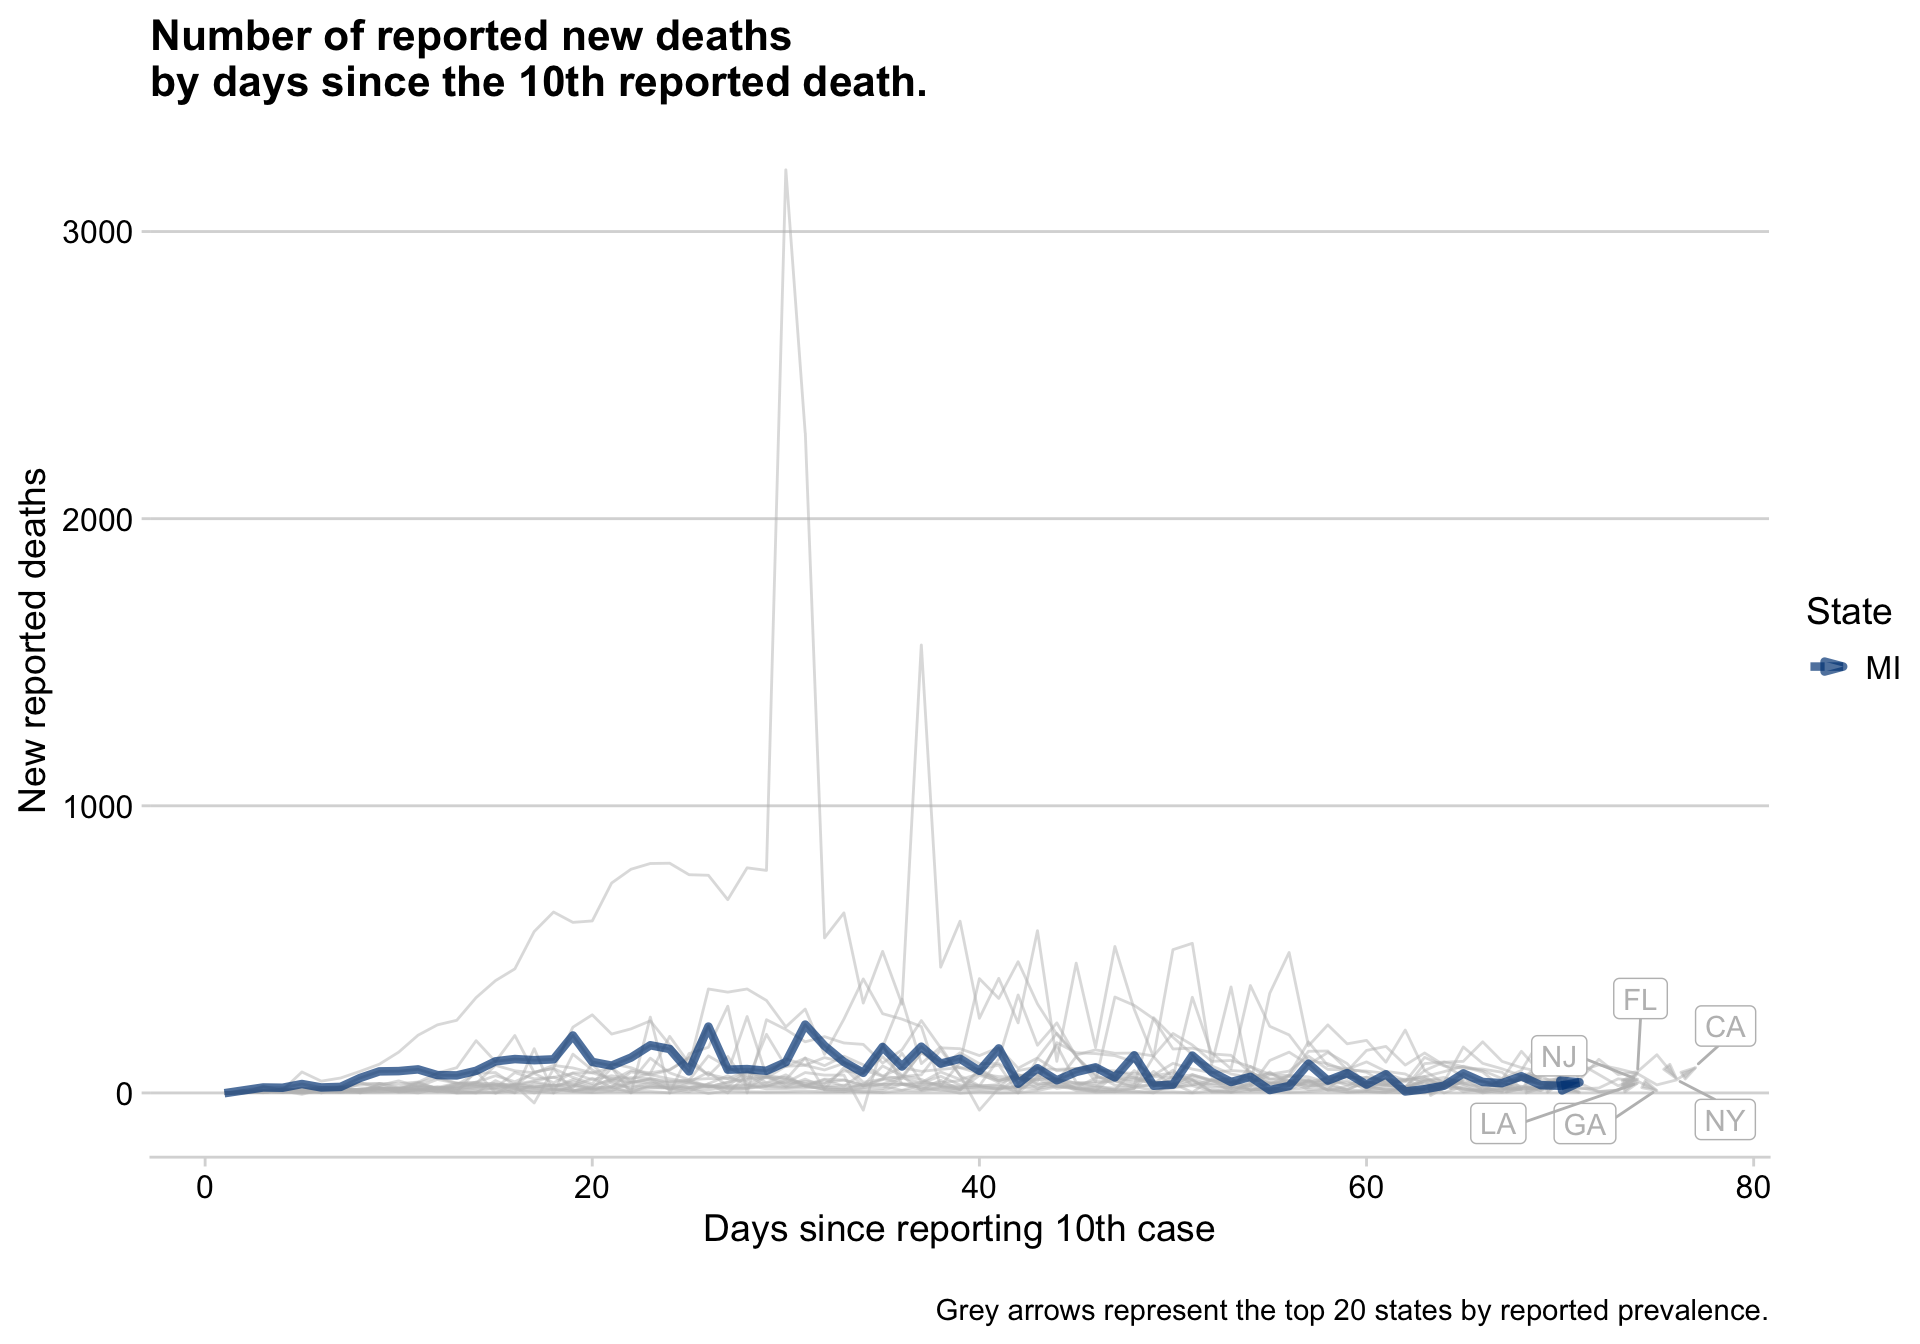 Number of reported new deaths
by days since the 10th reported death.
New reported deaths
3000
2000
1000
0
0
20
40
60
80
Days since reporting 10th case
FL
CA
NJ
LA
GA
NY
State
MI
Grey arrows represent the top 20 states by reported prevalence.